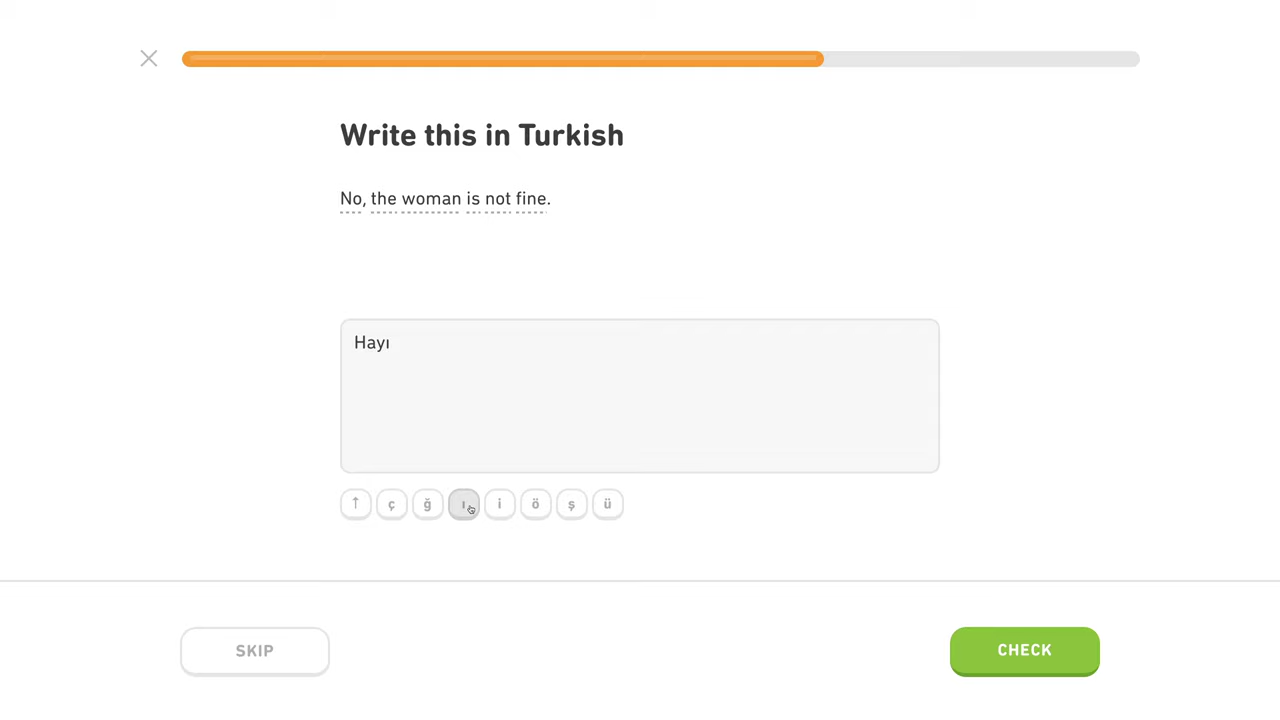 Write this in Turkish
No, the woman is not fine.
Hayı
↑ ç ğ ı i ö ş ü
SKIP
CHECK